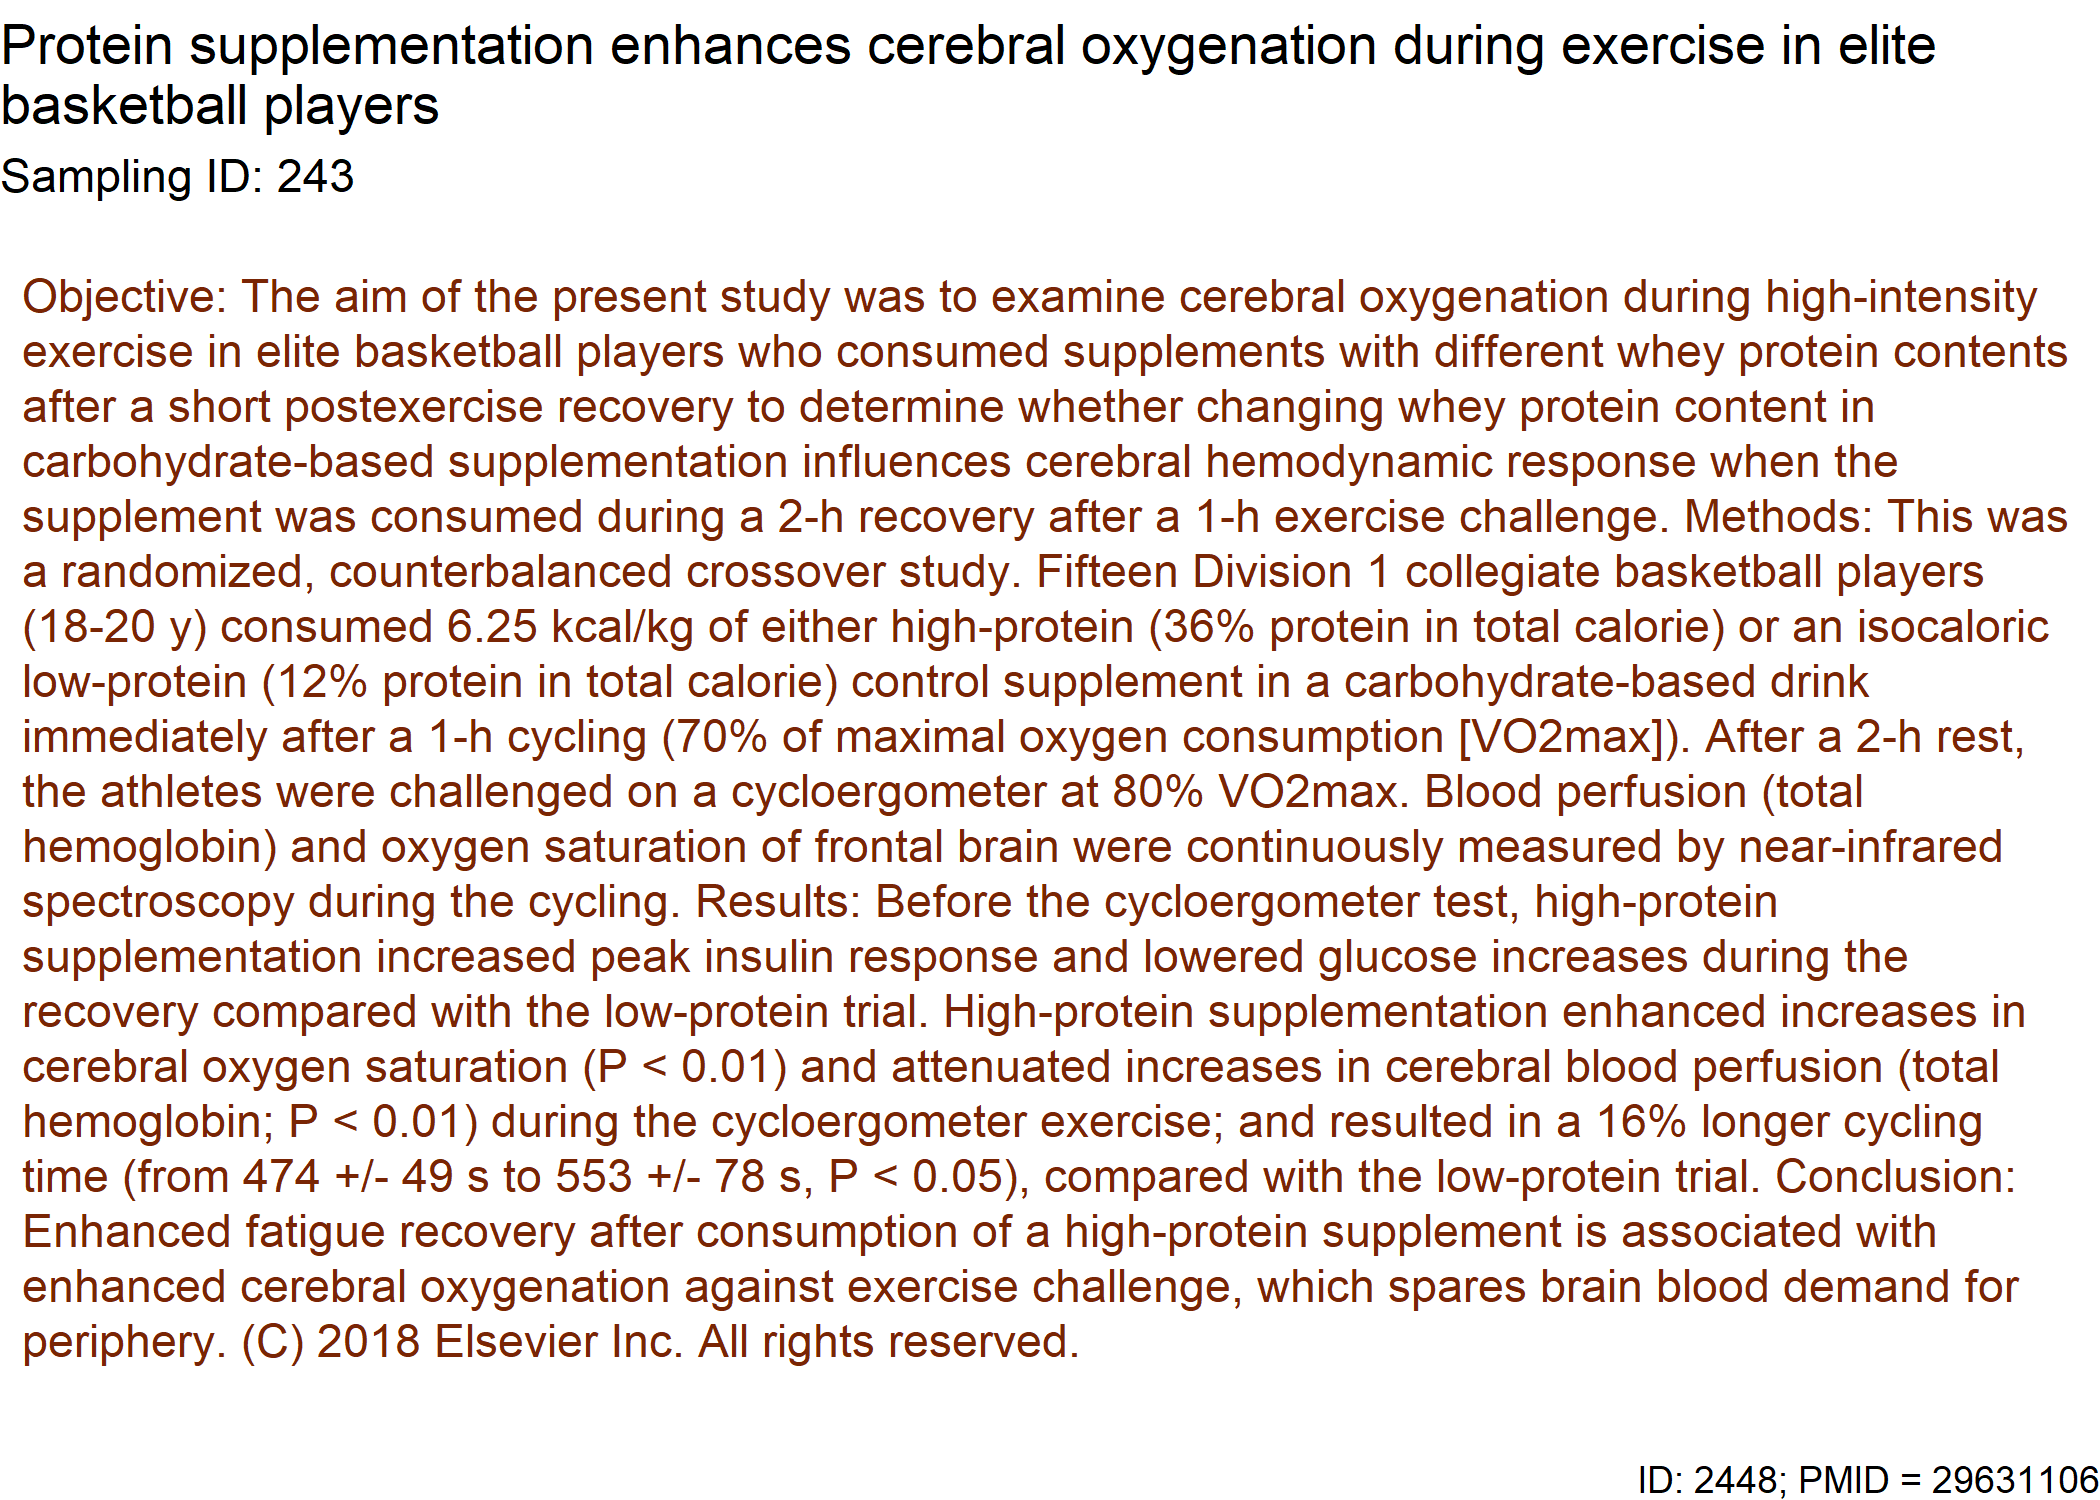 Protein supplementation enhances cerebral oxygenation during exercise in elite
basketball players
Sampling ID: 243
Objective: The aim of the present study was to examine cerebral oxygenation during high-intensity
exercise in elite basketball players who consumed supplements with different whey protein contents
after a short postexercise recovery to determine whether changing whey protein content in
carbohydrate-based supplementation influences cerebral hemodynamic response when the
supplement was consumed during a 2-h recovery after a 1-h exercise challenge. Methods: This was
a randomized, counterbalanced crossover study. Fifteen Division 1 collegiate basketball players
(18-20 y) consumed 6.25 kcal/kg of either high-protein (36% protein in total calorie) or an isocaloric
low-protein (12% protein in total calorie) control supplement in a carbohydrate-based drink
immediately after a 1-h cycling (70% of maximal oxygen consumption [VO2max]). After a 2-h rest,
the athletes were challenged on a cycloergometer at 80% VO2max. Blood perfusion (total
hemoglobin) and oxygen saturation of frontal brain were continuously measured by near-infrared
spectroscopy during the cycling. Results: Before the cycloergometer test, high-protein
supplementation increased peak insulin response and lowered glucose increases during the
recovery compared with the low-protein trial. High-protein supplementation enhanced increases in
cerebral oxygen saturation (P < 0.01) and attenuated increases in cerebral blood perfusion (total
hemoglobin; P < 0.01) during the cycloergometer exercise; and resulted in a 16% longer cycling
time (from 474 +/- 49 s to 553 +/- 78 s, P < 0.05), compared with the low-protein trial. Conclusion:
Enhanced fatigue recovery after consumption of a high-protein supplement is associated with
enhanced cerebral oxygenation against exercise challenge, which spares brain blood demand for
periphery. (C) 2018 Elsevier Inc. All rights reserved.
ID: 2448; PMID = 29631106